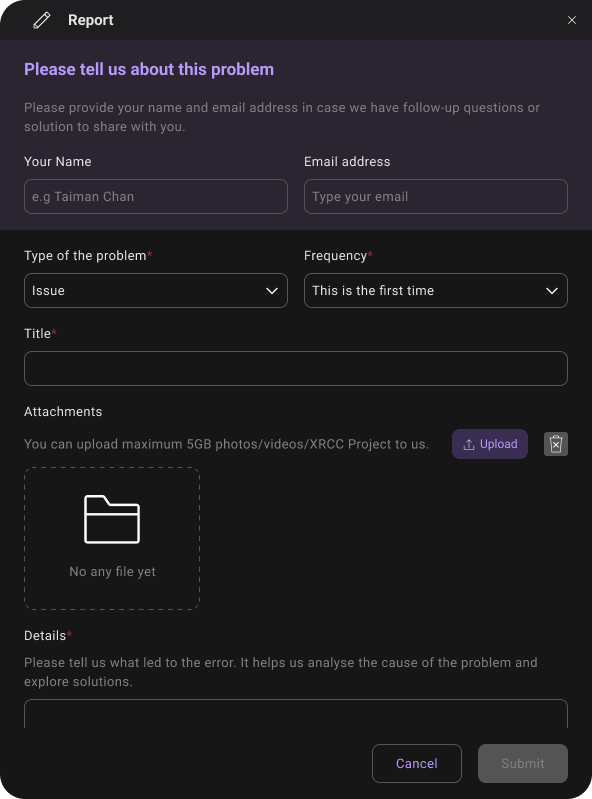 Report
Please tell us about this problem
Please provide your name and email address in case we have follow-up questions or
solution to share with you.
Your Name
Email address
e.g Taiman Chan
Type your email
Type of the problem*
Frequency*
Issue
This is the first time
Title*
Attachments
You can upload maximum 5GB photos/videos/XRCC Project to us.
Upload
No any file yet
Details*
Please tell us what led to the error. It helps us analyse the cause of the problem and
explore solutions.
Cancel
Submit